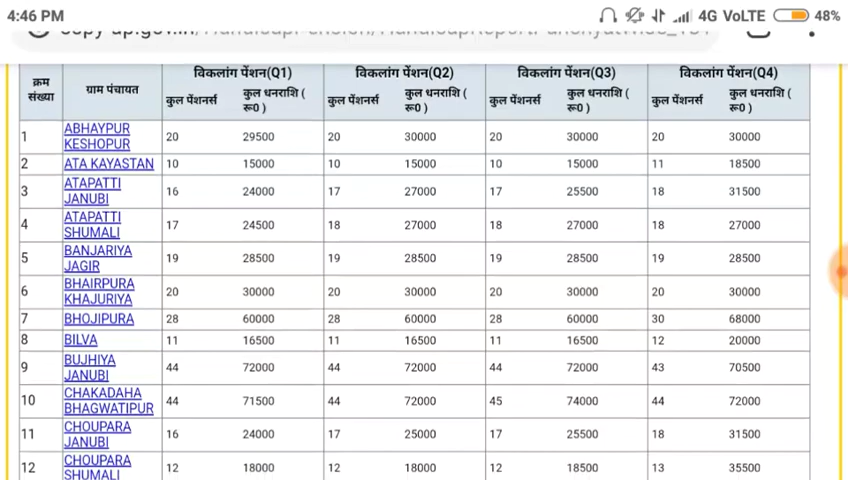 4:46 PM 4G VoLTE 48%
क्रम संख्या ग्राम पंचायत विकलांग पेंशन(Q1) विकलांग पेंशन(Q2) विकलांग पेंशन(Q3) विकलांग पेंशन(Q4)
कुल पेंशनर्स कुल धनराशि ( रू0 ) कुल पेंशनर्स कुल धनराशि ( रू0 ) कुल पेंशनर्स कुल धनराशि ( रू0 ) कुल पेंशनर्स कुल धनराशि ( रू0 )
1 ABHAYPUR KESHOPUR 20 29500 20 30000 20 30000 20 30000
2 ATA KAYASTAN 10 15000 10 15000 10 15000 11 18500
3 ATAPATTI JANUBI 16 24000 17 27000 17 25500 18 31500
4 ATAPATTI SHUMALI 17 24500 18 27000 18 27000 18 27000
5 BANJARIYA JAGIR 19 28500 19 28500 19 28500 19 28500
6 BHAIRPURA KHAJURIYA 20 30000 20 30000 20 30000 20 30000
7 BHOJIPURA 28 60000 28 60000 28 60000 30 68000
8 BILVA 11 16500 11 16500 11 16500 12 20000
9 BUJHIYA JANUBI 44 72000 44 72000 44 72000 43 70500
10 CHAKADAHA BHAGWATIPUR 44 71500 44 72000 45 74000 44 72000
11 CHOUPARA JANUBI 16 24000 17 25000 17 25500 18 31500
12 CHOUPARA SHUMALI 12 18000 12 18000 12 18500 13 35500